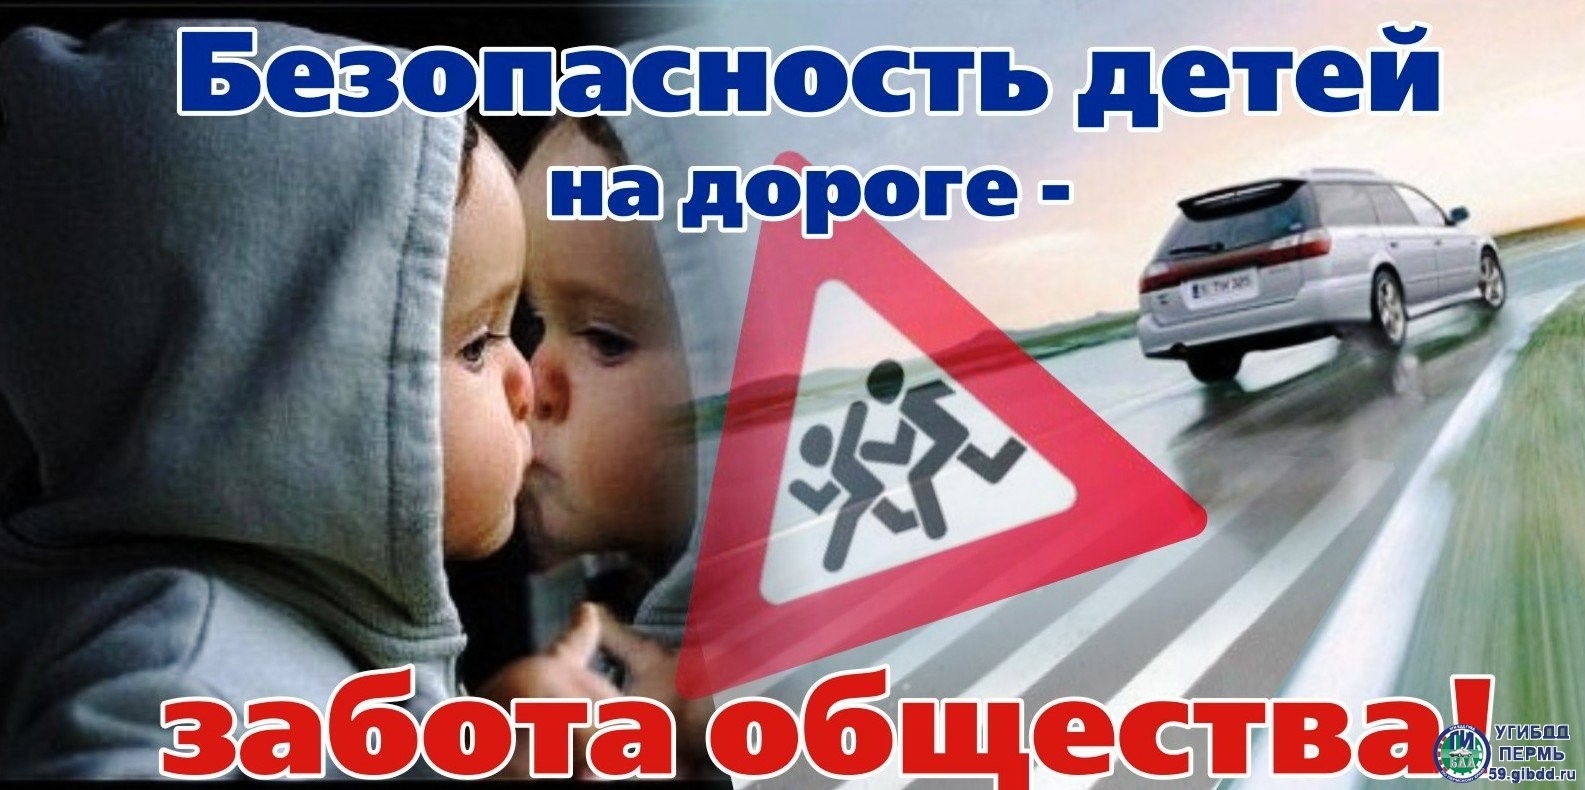 Безопасность детей
на дороге -
забота общества!
УГИБДД
ПЕРМЬ
59.gibdd.ru